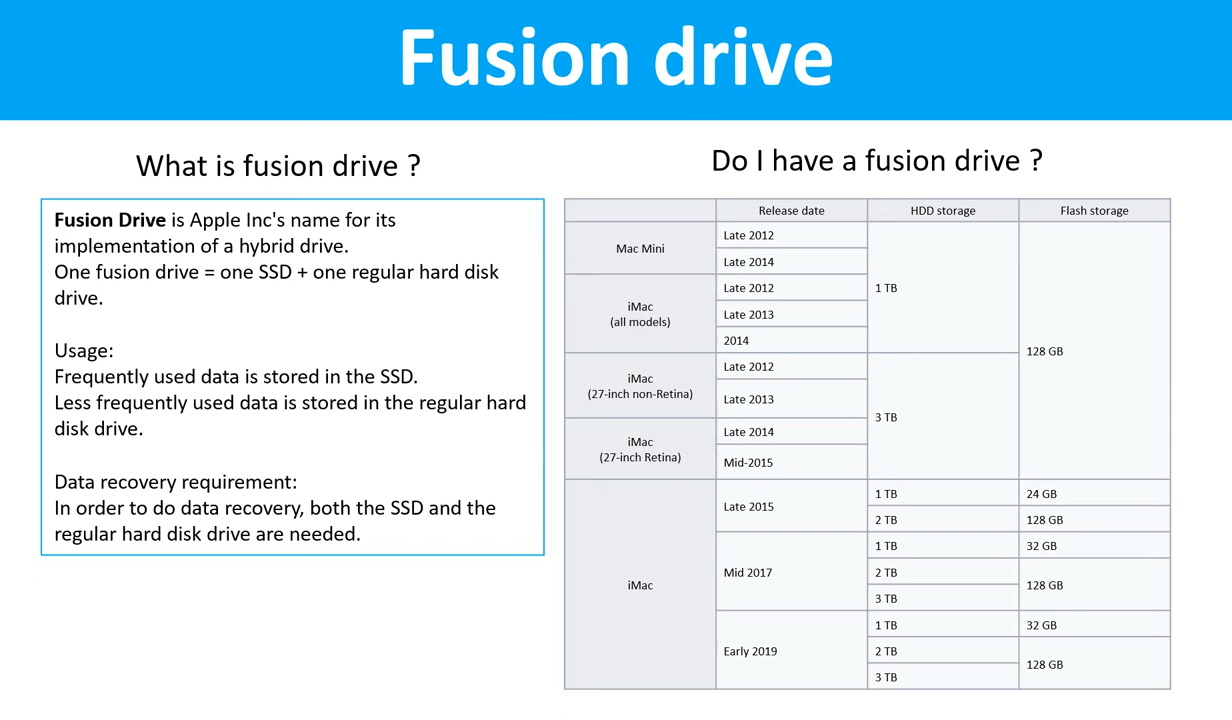 Fusion drive
What is fusion drive ?
Fusion Drive is Apple Inc's name for its
implementation of a hybrid drive.
One fusion drive = one SSD + one regular hard disk
drive.
Usage:
Frequently used data is stored in the SSD.
Less frequently used data is stored in the regular hard
disk drive.
Data recovery requirement:
In order to do data recovery, both the SSD and the
regular hard disk drive are needed.
Do I have a fusion drive ?
Release date HDD storage Flash storage
Mac Mini
Late 2012
Late 2014
iMac
(all models)
Late 2012
Late 2013
2014
1 TB
iMac
(27-inch non-Retina)
Late 2012
Late 2013
iMac
(27-inch Retina)
Late 2014
Mid-2015
3 TB
128 GB
iMac
Late 2015
1 TB 24 GB
2 TB 128 GB
Mid 2017
1 TB 32 GB
2 TB
3 TB
128 GB
Early 2019
1 TB 32 GB
2 TB
3 TB
128 GB